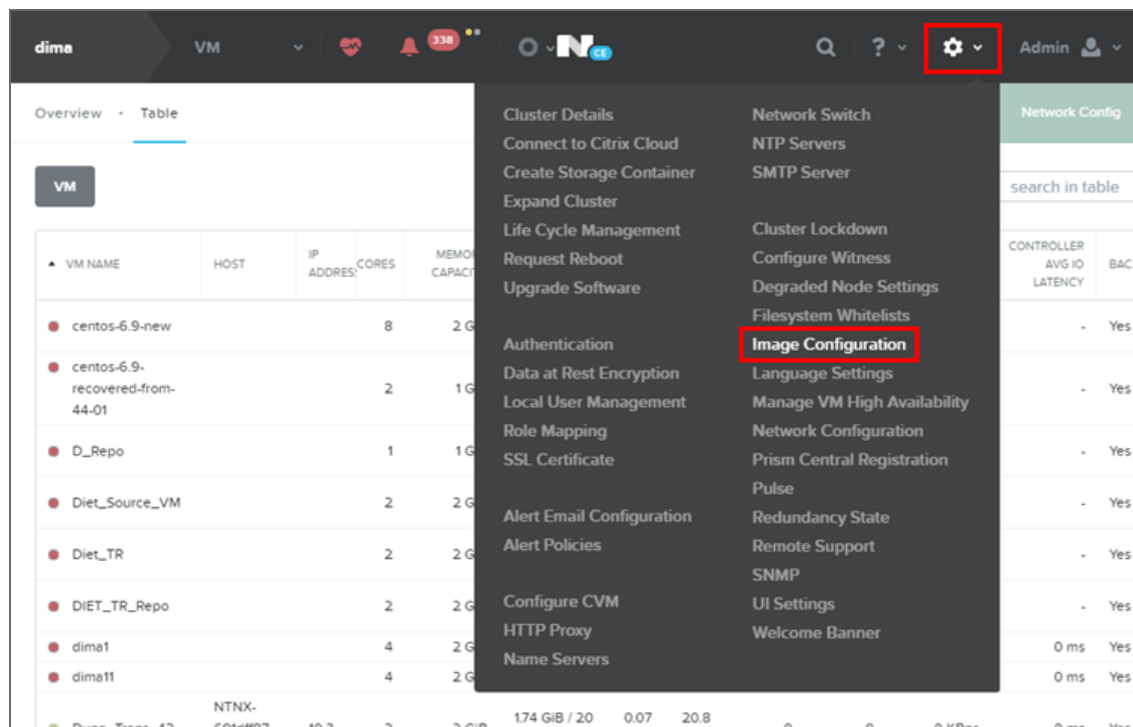 dima
VM
338
N CE
?
Admin
Overview · Table
Network Config
VM
search in table
VM NAME
HOST
IP
ADDRES
CORES
MEMO
CAPACI
CONTROLLER
AVG IO
LATENCY
BAC
Cluster Details
Connect to Citrix Cloud
Create Storage Container
Expand Cluster
Life Cycle Management
Request Reboot
Upgrade Software
Authentication
Data at Rest Encryption
Local User Management
Role Mapping
SSL Certificate
Alert Email Configuration
Alert Policies
Configure CVM
HTTP Proxy
Name Servers
Network Switch
NTP Servers
SMTP Server
Cluster Lockdown
Configure Witness
Degraded Node Settings
Filesystem Whitelists
Image Configuration
Language Settings
Manage VM High Availability
Network Configuration
Prism Central Registration
Pulse
Redundancy State
Remote Support
SNMP
UI Settings
Welcome Banner
centos-6.9-new 8 2 G - Yes
centos-6.9-
recovered-from- 2 1 G - Yes
44-01
D_Repo 1 1 G - Yes
Diet_Source_VM 2 2 G - Yes
Diet_TR 2 2 G - Yes
DIET_TR_Repo 2 2 G - Yes
dima1 4 2 G 0 ms Yes
dima11 4 2 G 0 ms Yes
NTNX-
1.74 GiB / 20 0.07 20.8